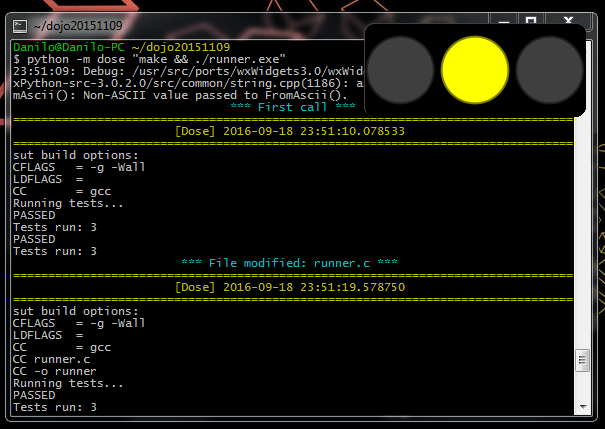 ~/dojo20151109
Danilo@Danilo-PC ~/dojo20151109
$ python -m dose "make && ./runner.exe"
23:51:09: Debug: /usr/src/ports/wxWidgets3.0/wxWid
xPython-src-3.0.2.0/src/common/string.cpp(1186): a
mAscii(): Non-ASCII value passed to FromAscii().
*** First call ***
================================================================================
[Dose] 2016-09-18 23:51:10.078533
================================================================================
sut build options:
CFLAGS   = -g -Wall
LDFLAGS  =
CC       = gcc
Running tests...
PASSED
Tests run: 3
PASSED
Tests run: 3
*** File modified: runner.c ***
================================================================================
[Dose] 2016-09-18 23:51:19.578750
================================================================================
sut build options:
CFLAGS   = -g -Wall
LDFLAGS  =
CC       = gcc
CC runner.c
CC -o runner
Running tests...
PASSED
Tests run: 3